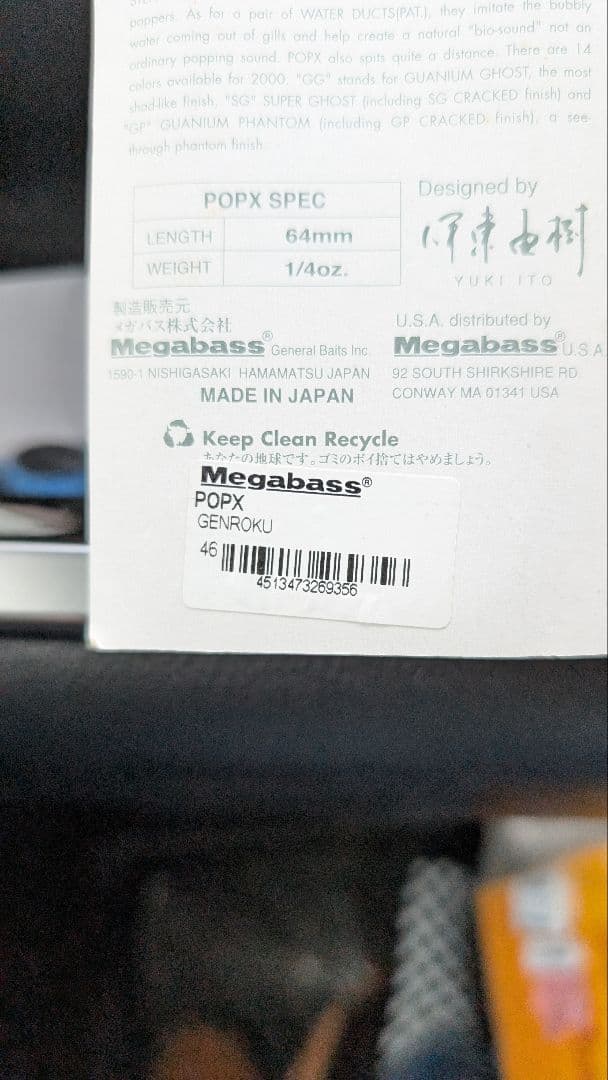 poppers. As for a pair of WATER DUCTS(PAT.), they imitate the bubbly
water coming out of gills and help create a natural "bio-sound" not an
ordinary popping sound. POPX also spits quite a distance. There are 14
colors available for 2000. "GG" stands for GUANIUM GHOST, the most
shad-like finish. "SG" SUPER GHOST (including SG CRACKED finish) and
"GP" GUANIUM PHANTOM (including GP CRACKED finish), a see-
through phantom finish.
POPX SPEC
LENGTH 64mm
WEIGHT 1/4oz.
Designed by
伊東由樹
YUKI ITO
製造販売元
メガバス株式会社
Megabass® General Baits Inc.
1590-1 NISHIGASAKI HAMAMATSU JAPAN
MADE IN JAPAN
U.S.A. distributed by
Megabass® U.S.A
92 SOUTH SHIRKSHIRE RD.
CONWAY MA 01341 USA
Keep Clean Recycle
あなたの地球です。ゴミのポイ捨てはやめましょう。
Megabass®
POPX
GENROKU
46
4513473269356